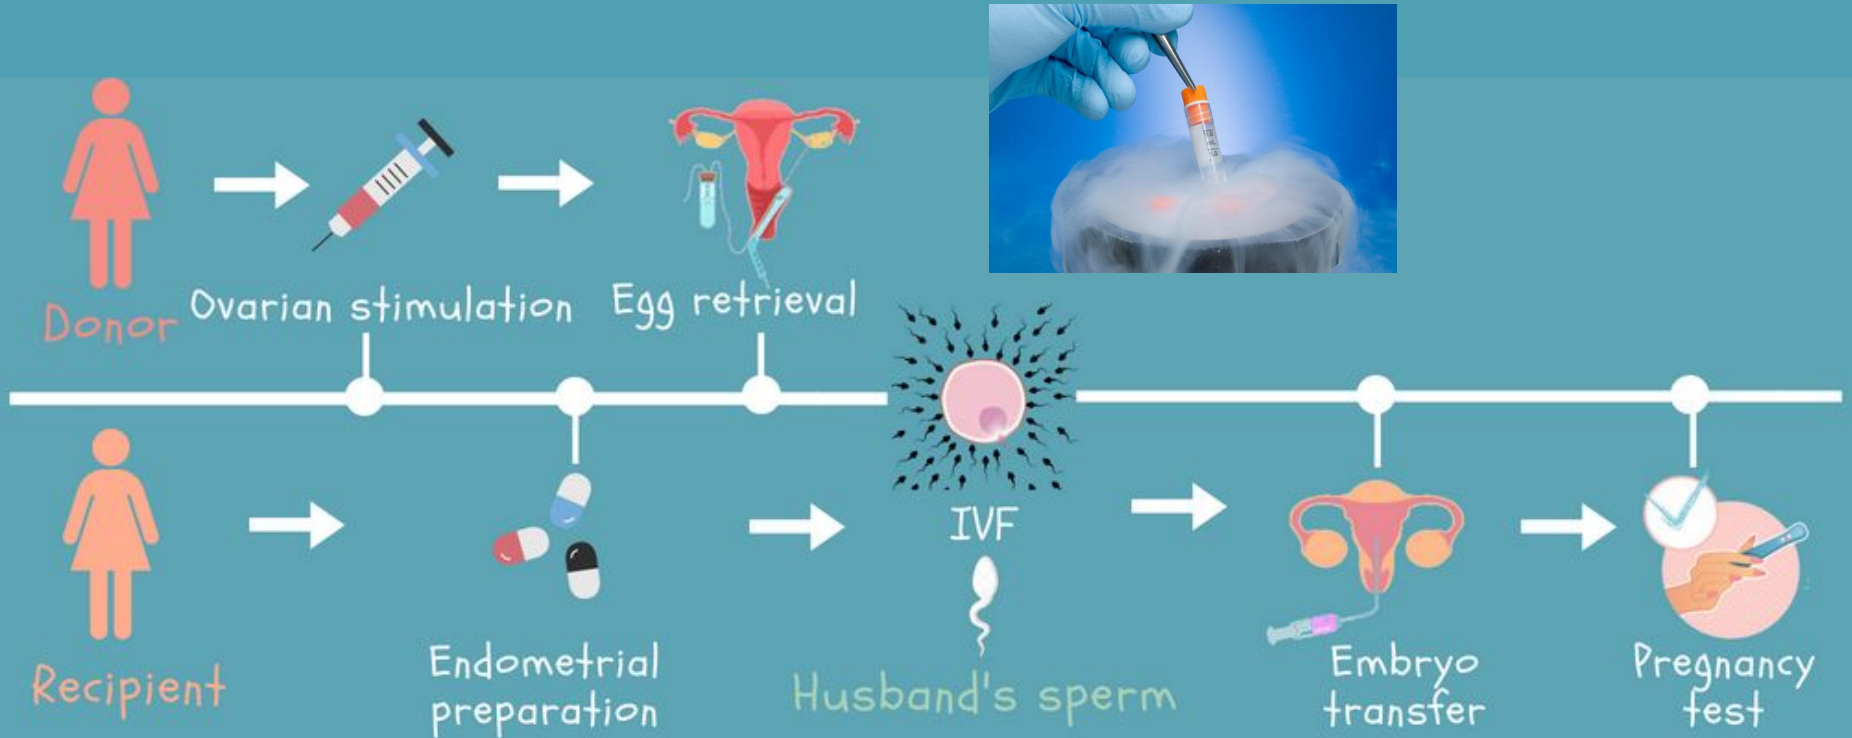 Donor
Ovarian stimulation
Egg retrieval
IVF
Recipient
Endometrial
preparation
Husband's sperm
Embryo
transfer
Pregnancy
test